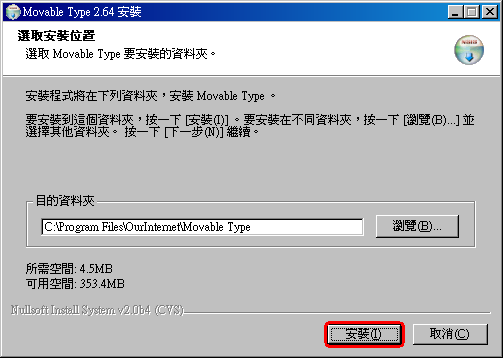 Movable Type 2.64 安裝
選取安裝位置
選取 Movable Type 要安裝的資料夾。
安裝程式將在下列資料夾，安裝 Movable Type 。
要安裝到這個資料夾，按一下 [安裝(I)] 。要安裝在不同資料夾，按一下 [瀏覽(B)...] 並
選擇其他資料夾。 按一下 [下一步(N)] 繼續。
目的資料夾
C:\Program Files\OurInternet\Movable Type
瀏覽(B)...
所需空間: 4.5MB
可用空間: 353.4MB
Nullsoft Install System v2.0b4 (CVS)
安裝(I)
取消(C)